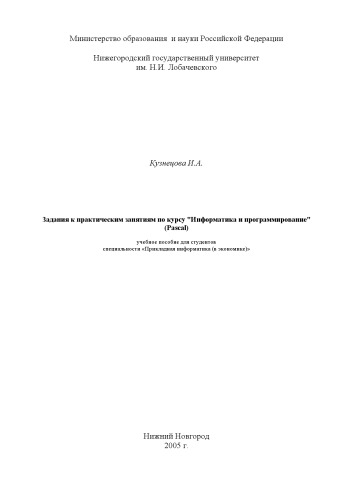 Министерство образования и науки Российской Федерации
Нижегородский государственный университет
им. Н.И. Лобачевского
Кузнецова И.А.
Задания к практическим занятиям по курсу "Информатика и программирование"
(Pascal)
учебное пособие для студентов
специальности «Прикладная информатика (в экономике)»
Нижний Новгород
2005 г.